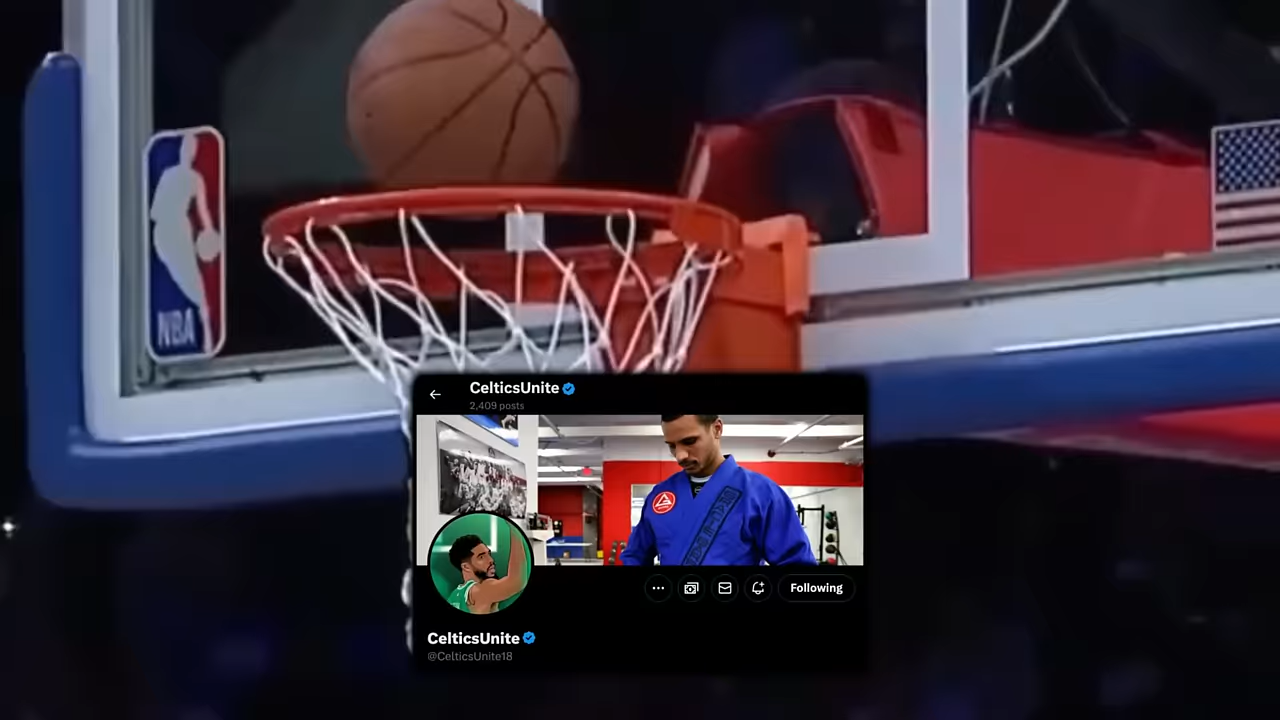 NBA
CelticsUnite
2,409 posts
Following
CelticsUnite
@CelticsUnite18